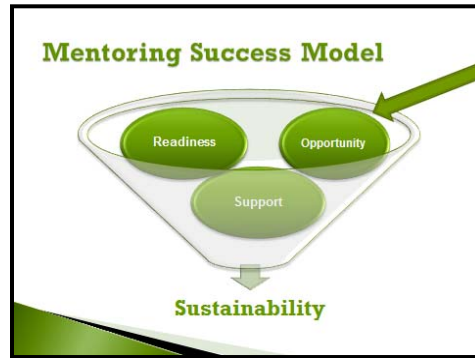 Mentoring Success Model
Readiness
Opportunity
Support
Sustainability